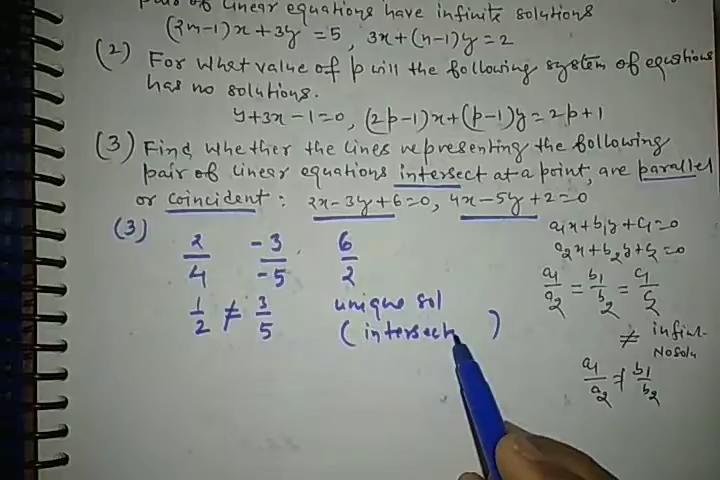 pair of linear equations have infinite solutions
(2m-1)x + 3y = 5, 3x + (n-1)y = 2
(2) For what value of p will the following system of equations
has no solutions.
y + 3x - 1 = 0, (2p-1)x + (p-1)y = 2p + 1
(3) Find whether the lines representing the following
pair of linear equations intersect at a point, are parallel
or coincident : 2x - 3y + 6 = 0, 4x - 5y + 2 = 0
(3)
2/4 -3/-5 6/2
1/2 ≠ 3/5 unique sol
(intersect )
a1x + b1y + c1 = 0
a2x + b2y + c2 = 0
a1/a2 = b1/b2 = c1/c2
≠ infini-
No soln
a1/a2 ≠ b1/b2